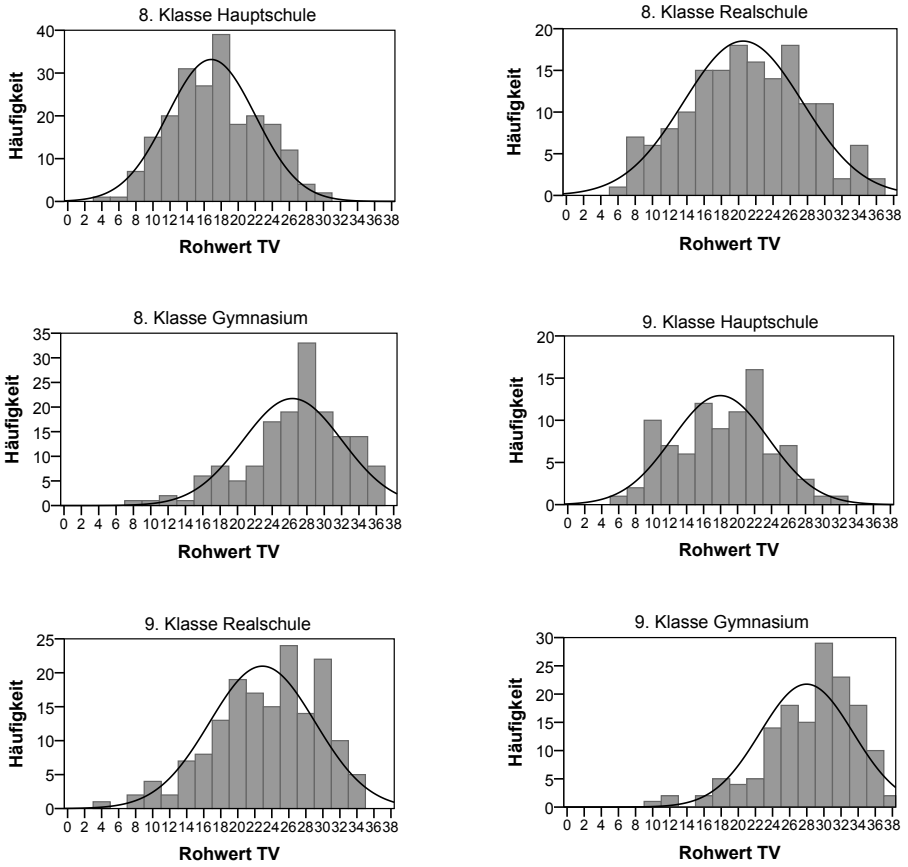 8. Klasse Hauptschule
40
30
20
10
0
Häufigkeit
0 2 4 6 8 10 12 14 16 18 20 22 24 26 28 30 32 34 36 38
Rohwert TV
8. Klasse Realschule
20
15
10
5
0
Häufigkeit
0 2 4 6 8 10 12 14 16 18 20 22 24 26 28 30 32 34 36 38
Rohwert TV
8. Klasse Gymnasium
35
30
25
20
15
10
5
0
Häufigkeit
0 2 4 6 8 10 12 14 16 18 20 22 24 26 28 30 32 34 36 38
Rohwert TV
9. Klasse Hauptschule
20
15
10
5
0
Häufigkeit
0 2 4 6 8 10 12 14 16 18 20 22 24 26 28 30 32 34 36 38
Rohwert TV
9. Klasse Realschule
25
20
15
10
5
0
Häufigkeit
0 2 4 6 8 10 12 14 16 18 20 22 24 26 28 30 32 34 36 38
Rohwert TV
9. Klasse Gymnasium
30
25
20
15
10
5
0
Häufigkeit
0 2 4 6 8 10 12 14 16 18 20 22 24 26 28 30 32 34 36 38
Rohwert TV